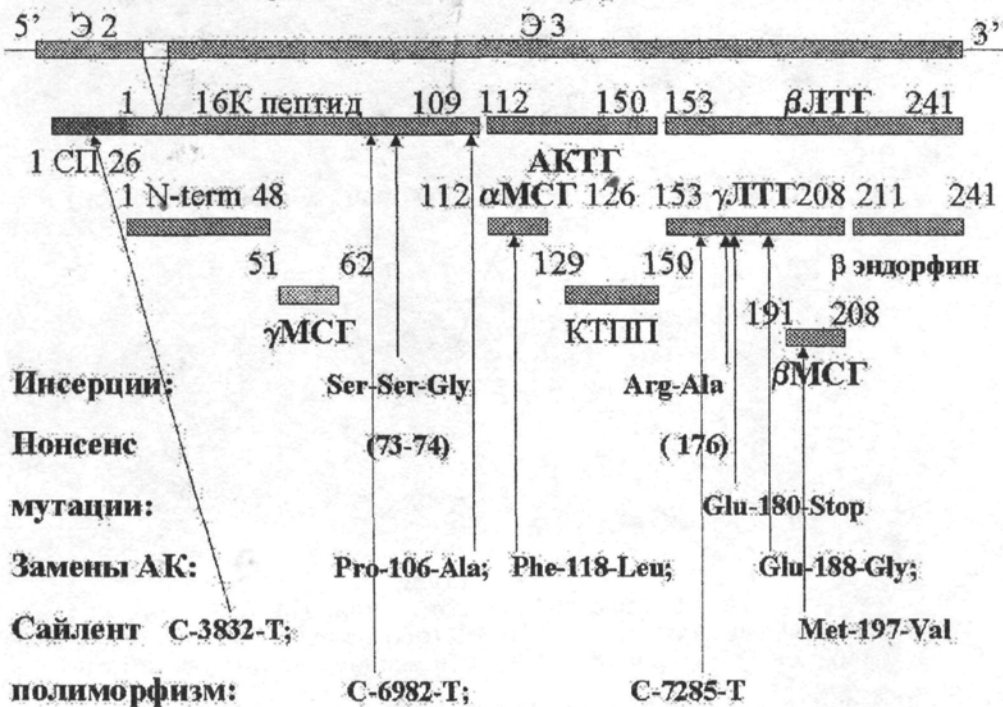 5' Э 2 Э 3 3'
1 16К пептид 109 112 150 153 βЛТГ 241
1 СП 26 АКТГ
1 N-term 48 112 αМСГ 126 153 γЛТГ 208 211 241
51 62 129 150 β эндорфин
γМСГ КТПП 191 208
βМСГ
Инсерции: Ser-Ser-Gly Arg-Ala
Нонсенс (73-74) (176)
мутации: Glu-180-Stop
Замены АК: Pro-106-Ala; Phe-118-Leu; Glu-188-Gly;
Сайлент C-3832-T; Met-197-Val
полиморфизм: C-6982-T; C-7285-T